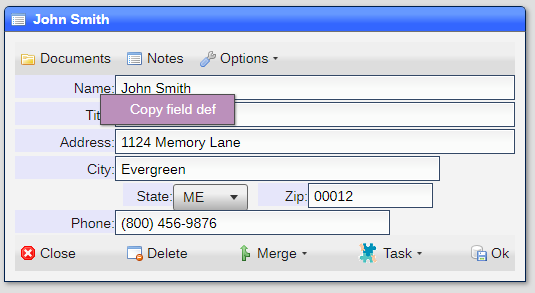 John Smith
Documents Notes Options
Name: John Smith
Copy field def
Address: 1124 Memory Lane
City: Evergreen
State: ME Zip: 00012
Phone: (800) 456-9876
Close Delete Merge Task Ok